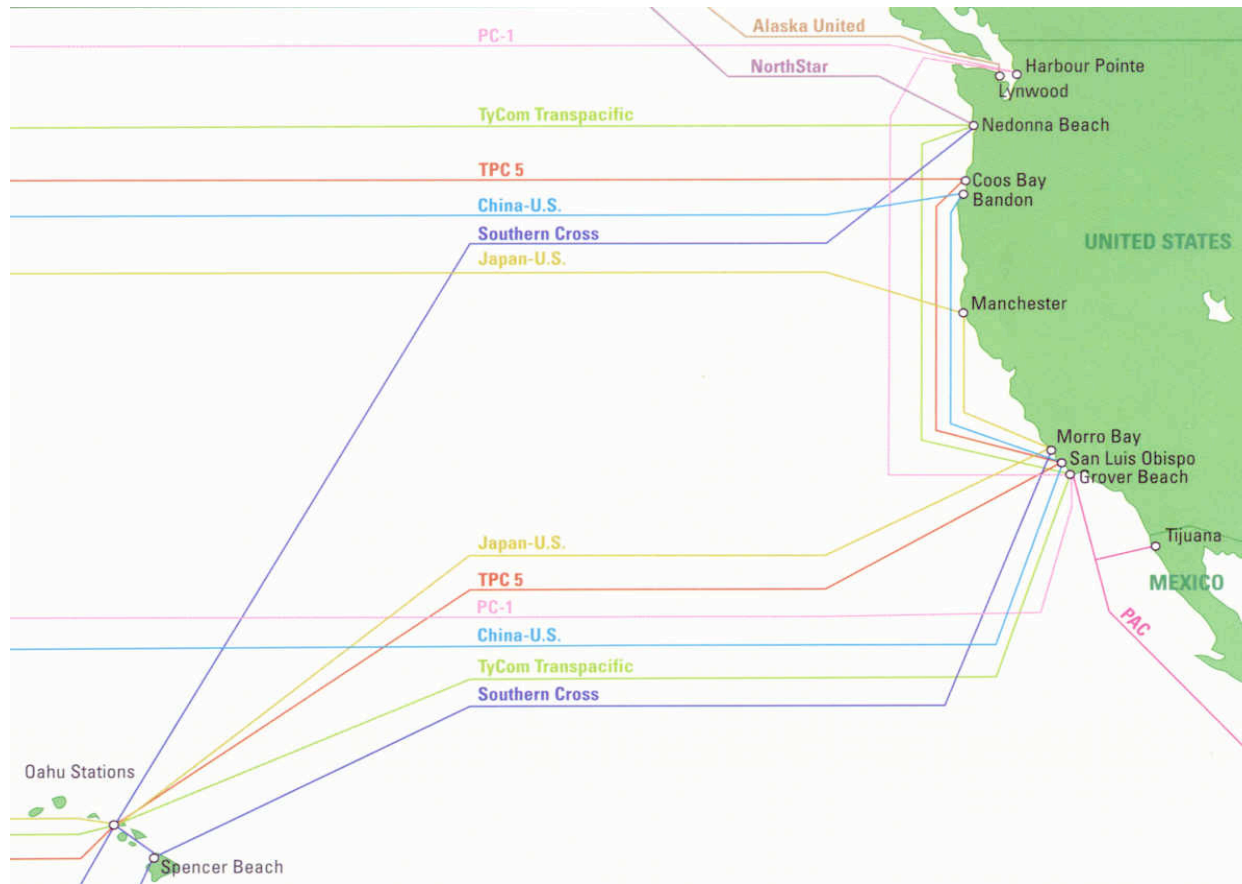 Alaska United
PC-1
NorthStar
Harbour Pointe
Lynwood
TyCom Transpacific
Nedonna Beach
TPC 5
Coos Bay
China-U.S.
Bandon
Southern Cross
UNITED STATES
Japan-U.S.
Manchester
Morro Bay
San Luis Obispo
Grover Beach
Japan-U.S.
Tijuana
TPC 5
MEXICO
PC-1
PAC
China-U.S.
TyCom Transpacific
Southern Cross
Oahu Stations
Spencer Beach